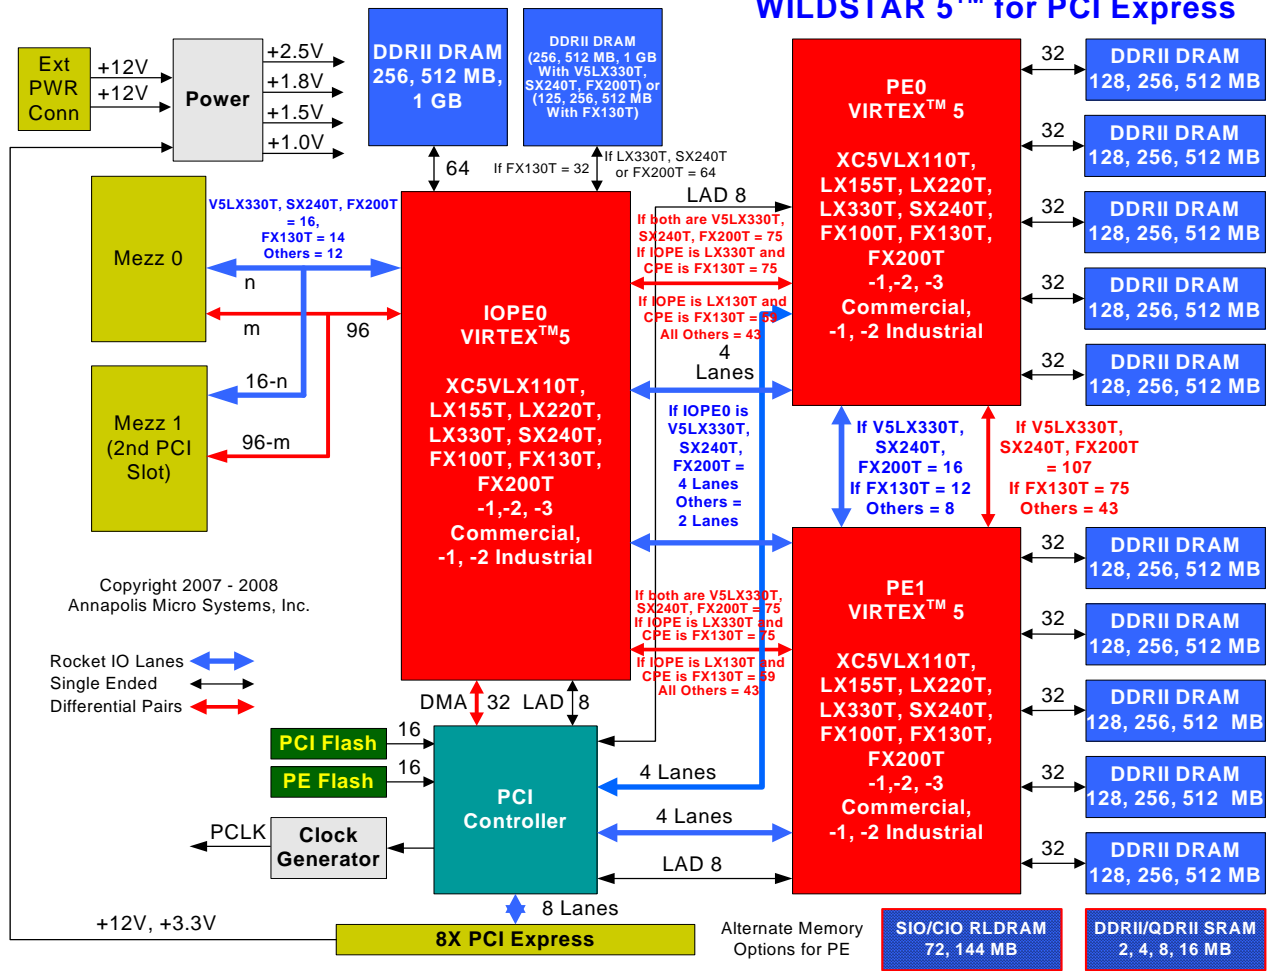 WILDSTAR 5™ for PCI Express
Ext
PWR
Conn
+12V
+12V
Power
+2.5V
+1.8V
+1.5V
+1.0V
DDRII DRAM
256, 512 MB,
1 GB
DDRII DRAM
(256, 512 MB, 1 GB
With V5LX330T,
SX240T, FX200T) or
(125, 256, 512 MB
With FX130T)
64
If FX130T = 32
If LX330T, SX240T
or FX200T = 64
Mezz 0
V5LX330T, SX240T, FX200T
= 16,
FX130T = 14
Others = 12
n
m
96
Mezz 1
(2nd PCI
Slot)
16-n
96-m
IOPE0
VIRTEX™5
XC5VLX110T,
LX155T, LX220T,
LX330T, SX240T,
FX100T, FX130T,
FX200T
-1,-2, -3
Commercial,
-1, -2 Industrial
LAD 8
If both are V5LX330T,
SX240T, FX200T = 75
If IOPE is LX330T and
CPE is FX130T = 75
If IOPE is LX130T and
CPE is FX130T = 59
All Others = 43
4
Lanes
If IOPE0 is
V5LX330T,
SX240T,
FX200T =
4 Lanes
Others =
2 Lanes
PE0
VIRTEX™ 5
XC5VLX110T,
LX155T, LX220T,
LX330T, SX240T,
FX100T, FX130T,
FX200T
-1,-2, -3
Commercial,
-1, -2 Industrial
32
DDRII DRAM
128, 256, 512 MB
32
DDRII DRAM
128, 256, 512 MB
32
DDRII DRAM
128, 256, 512 MB
32
DDRII DRAM
128, 256, 512 MB
32
DDRII DRAM
128, 256, 512 MB
If V5LX330T,
SX240T,
FX200T = 16
If FX130T = 12
Others = 8
If V5LX330T,
SX240T, FX200T
= 107
If FX130T = 75
Others = 43
If both are V5LX330T,
SX240T, FX200T = 75
If IOPE is LX330T and
CPE is FX130T = 75
If IOPE is LX130T and
CPE is FX130T = 59
All Others = 43
PE1
VIRTEX™ 5
XC5VLX110T,
LX155T, LX220T,
LX330T, SX240T,
FX100T, FX130T,
FX200T
-1,-2, -3
Commercial,
-1, -2 Industrial
32
DDRII DRAM
128, 256, 512 MB
32
DDRII DRAM
128, 256, 512 MB
32
DDRII DRAM
128, 256, 512 MB
32
DDRII DRAM
128, 256, 512 MB
32
DDRII DRAM
128, 256, 512 MB
Copyright 2007 - 2008
Annapolis Micro Systems, Inc.
Rocket IO Lanes
Single Ended
Differential Pairs
DMA
32
LAD
8
PCI Flash
16
PE Flash
16
PCI
Controller
4 Lanes
4 Lanes
LAD 8
PCLK
Clock
Generator
8 Lanes
+12V, +3.3V
8X PCI Express
Alternate Memory
Options for PE
SIO/CIO RLDRAM
72, 144 MB
DDRII/QDRII SRAM
2, 4, 8, 16 MB